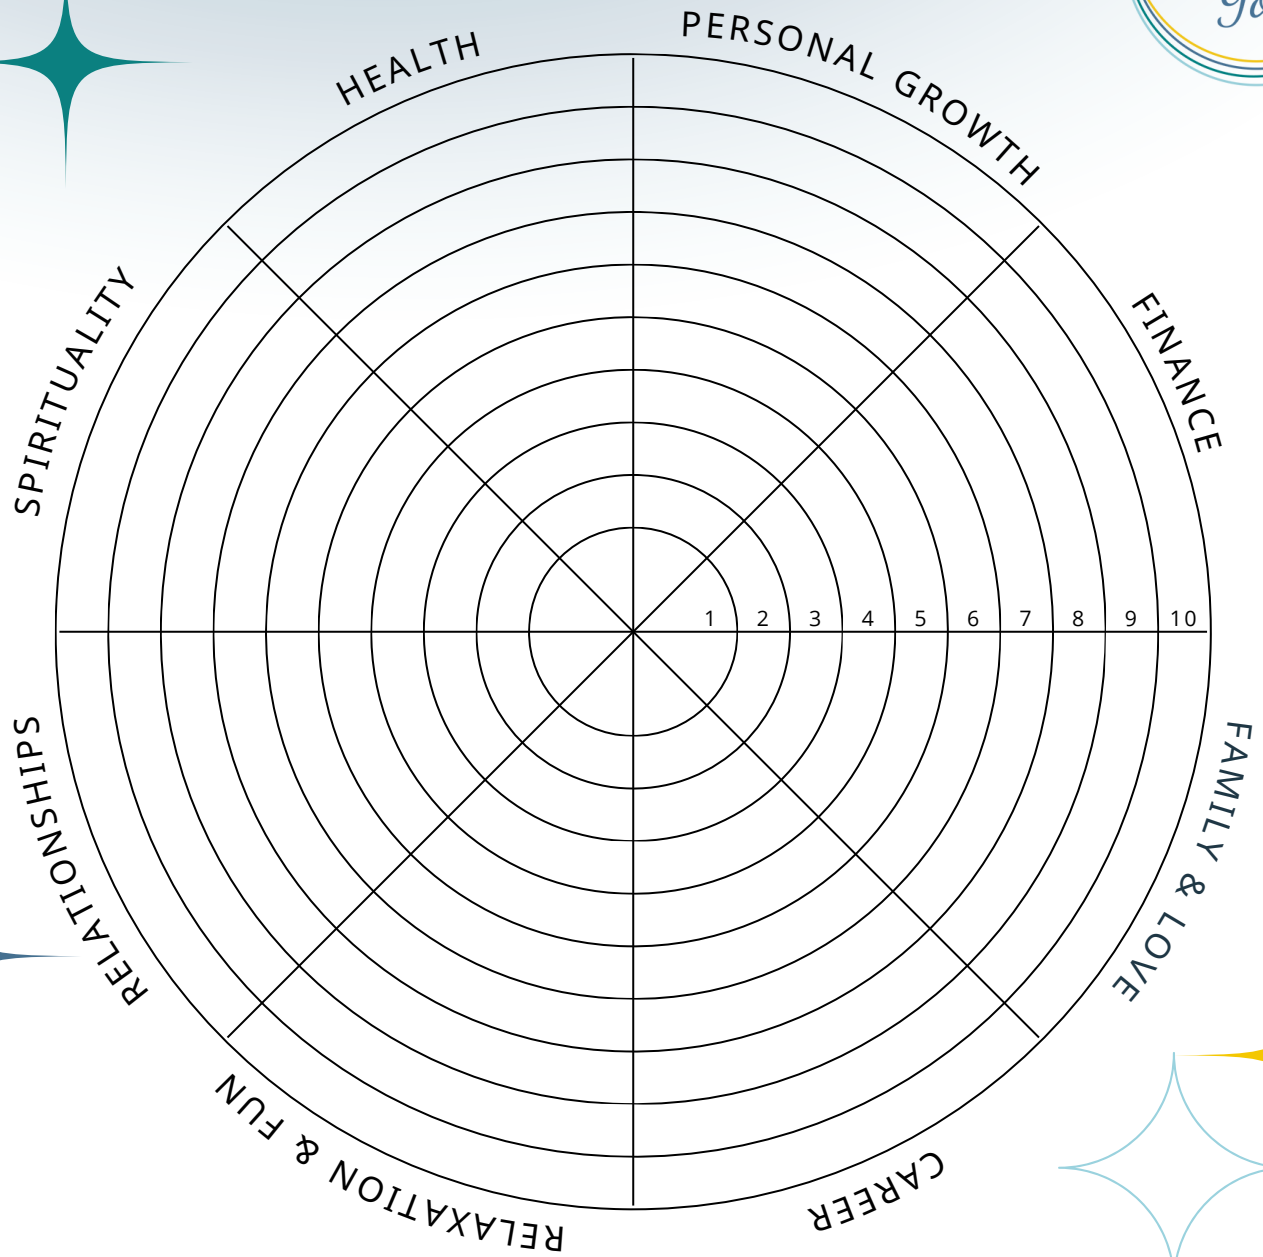 HEALTH
PERSONAL GROWTH
FINANCE
FAMILY & LOVE
CAREER
RELAXATION & FUN
RELATIONSHIPS
SPIRITUALITY
1 2 3 4 5 6 7 8 9 10